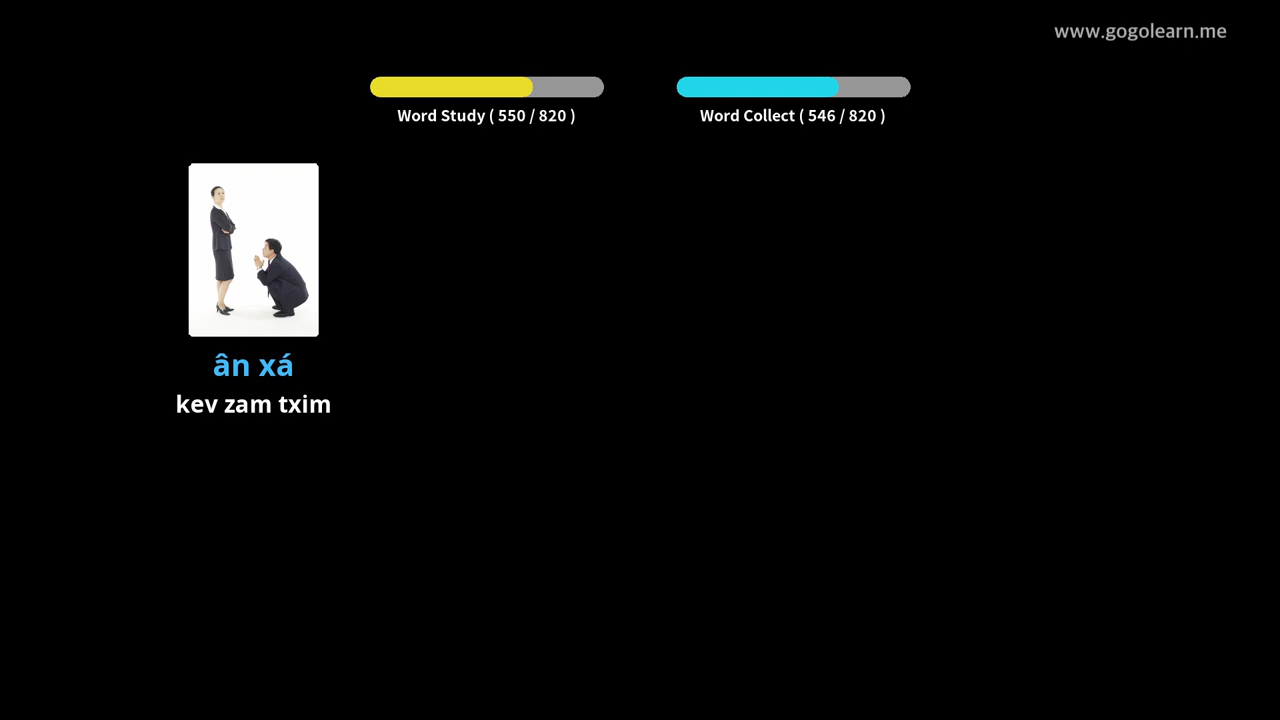 www.gogolearn.me
Word Study ( 550 / 820 )
Word Collect ( 546 / 820 )
ân xá
kev zam txim